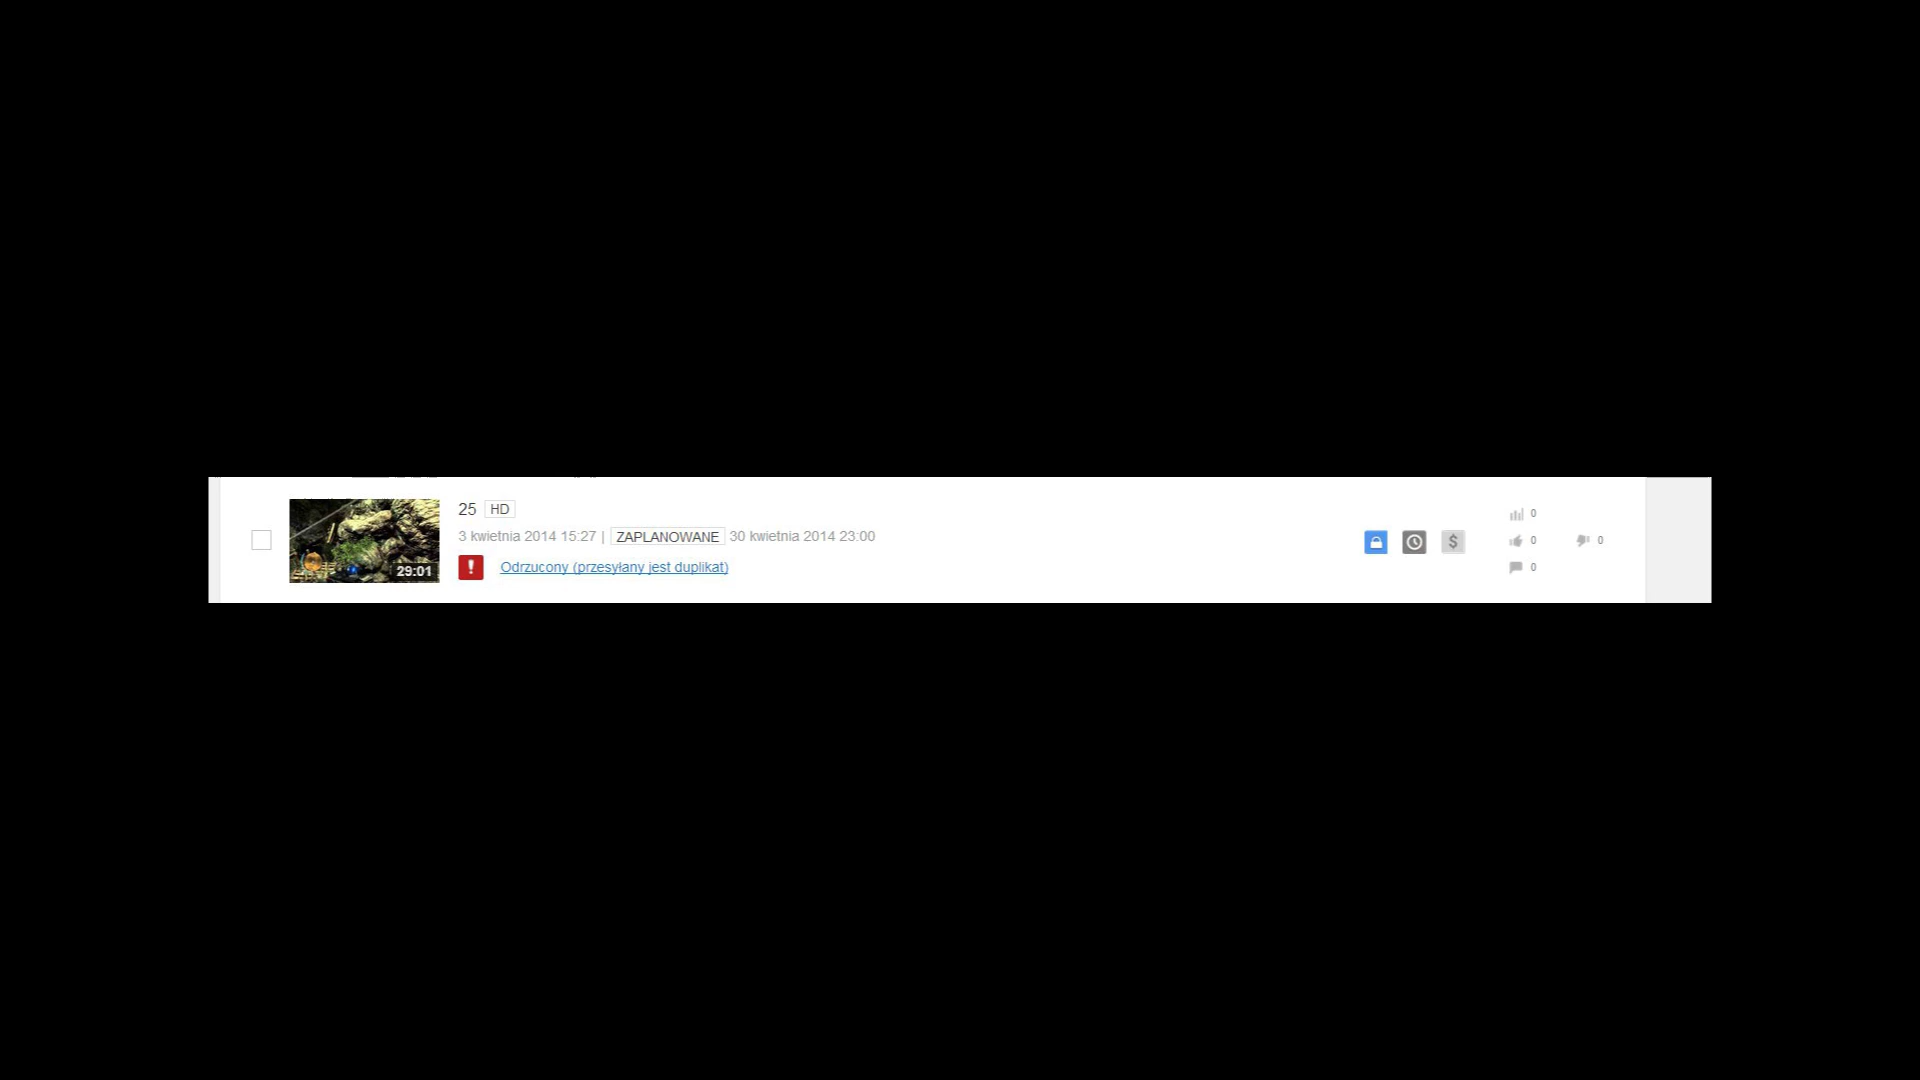 25 HD
3 kwietnia 2014 15:27 | ZAPLANOWANE 30 kwietnia 2014 23:00
29:01
Odrzucony (przesyłany jest duplikat)
$
0
0
0
0